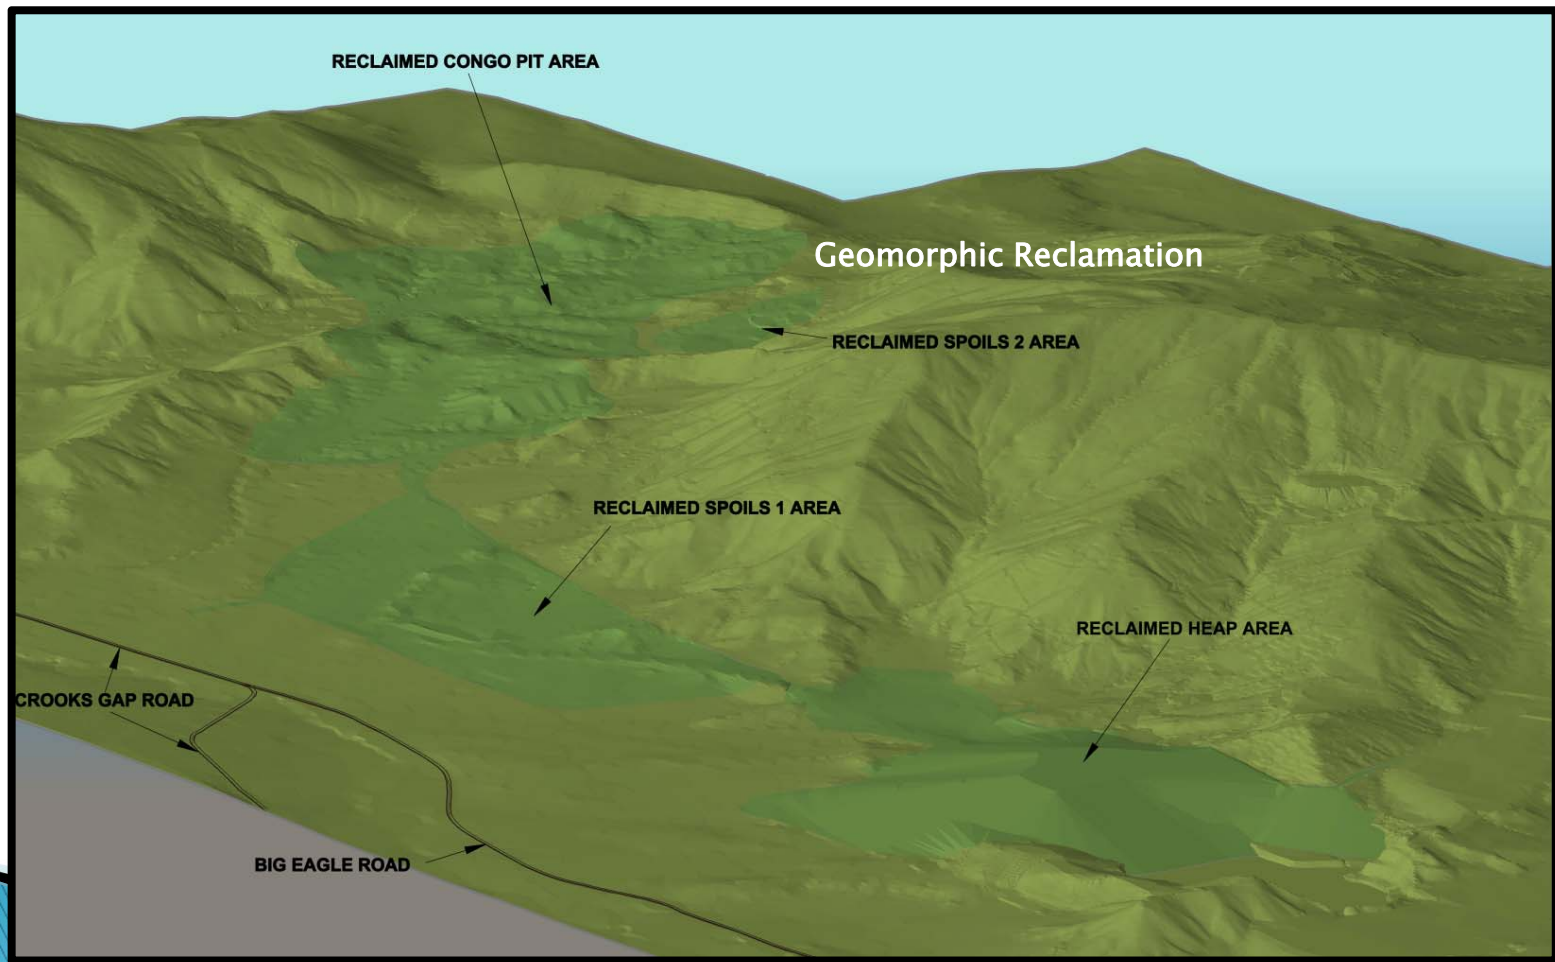 RECLAIMED CONGO PIT AREA
Geomorphic Reclamation
RECLAIMED SPOILS 2 AREA
RECLAIMED SPOILS 1 AREA
RECLAIMED HEAP AREA
CROOKS GAP ROAD
BIG EAGLE ROAD